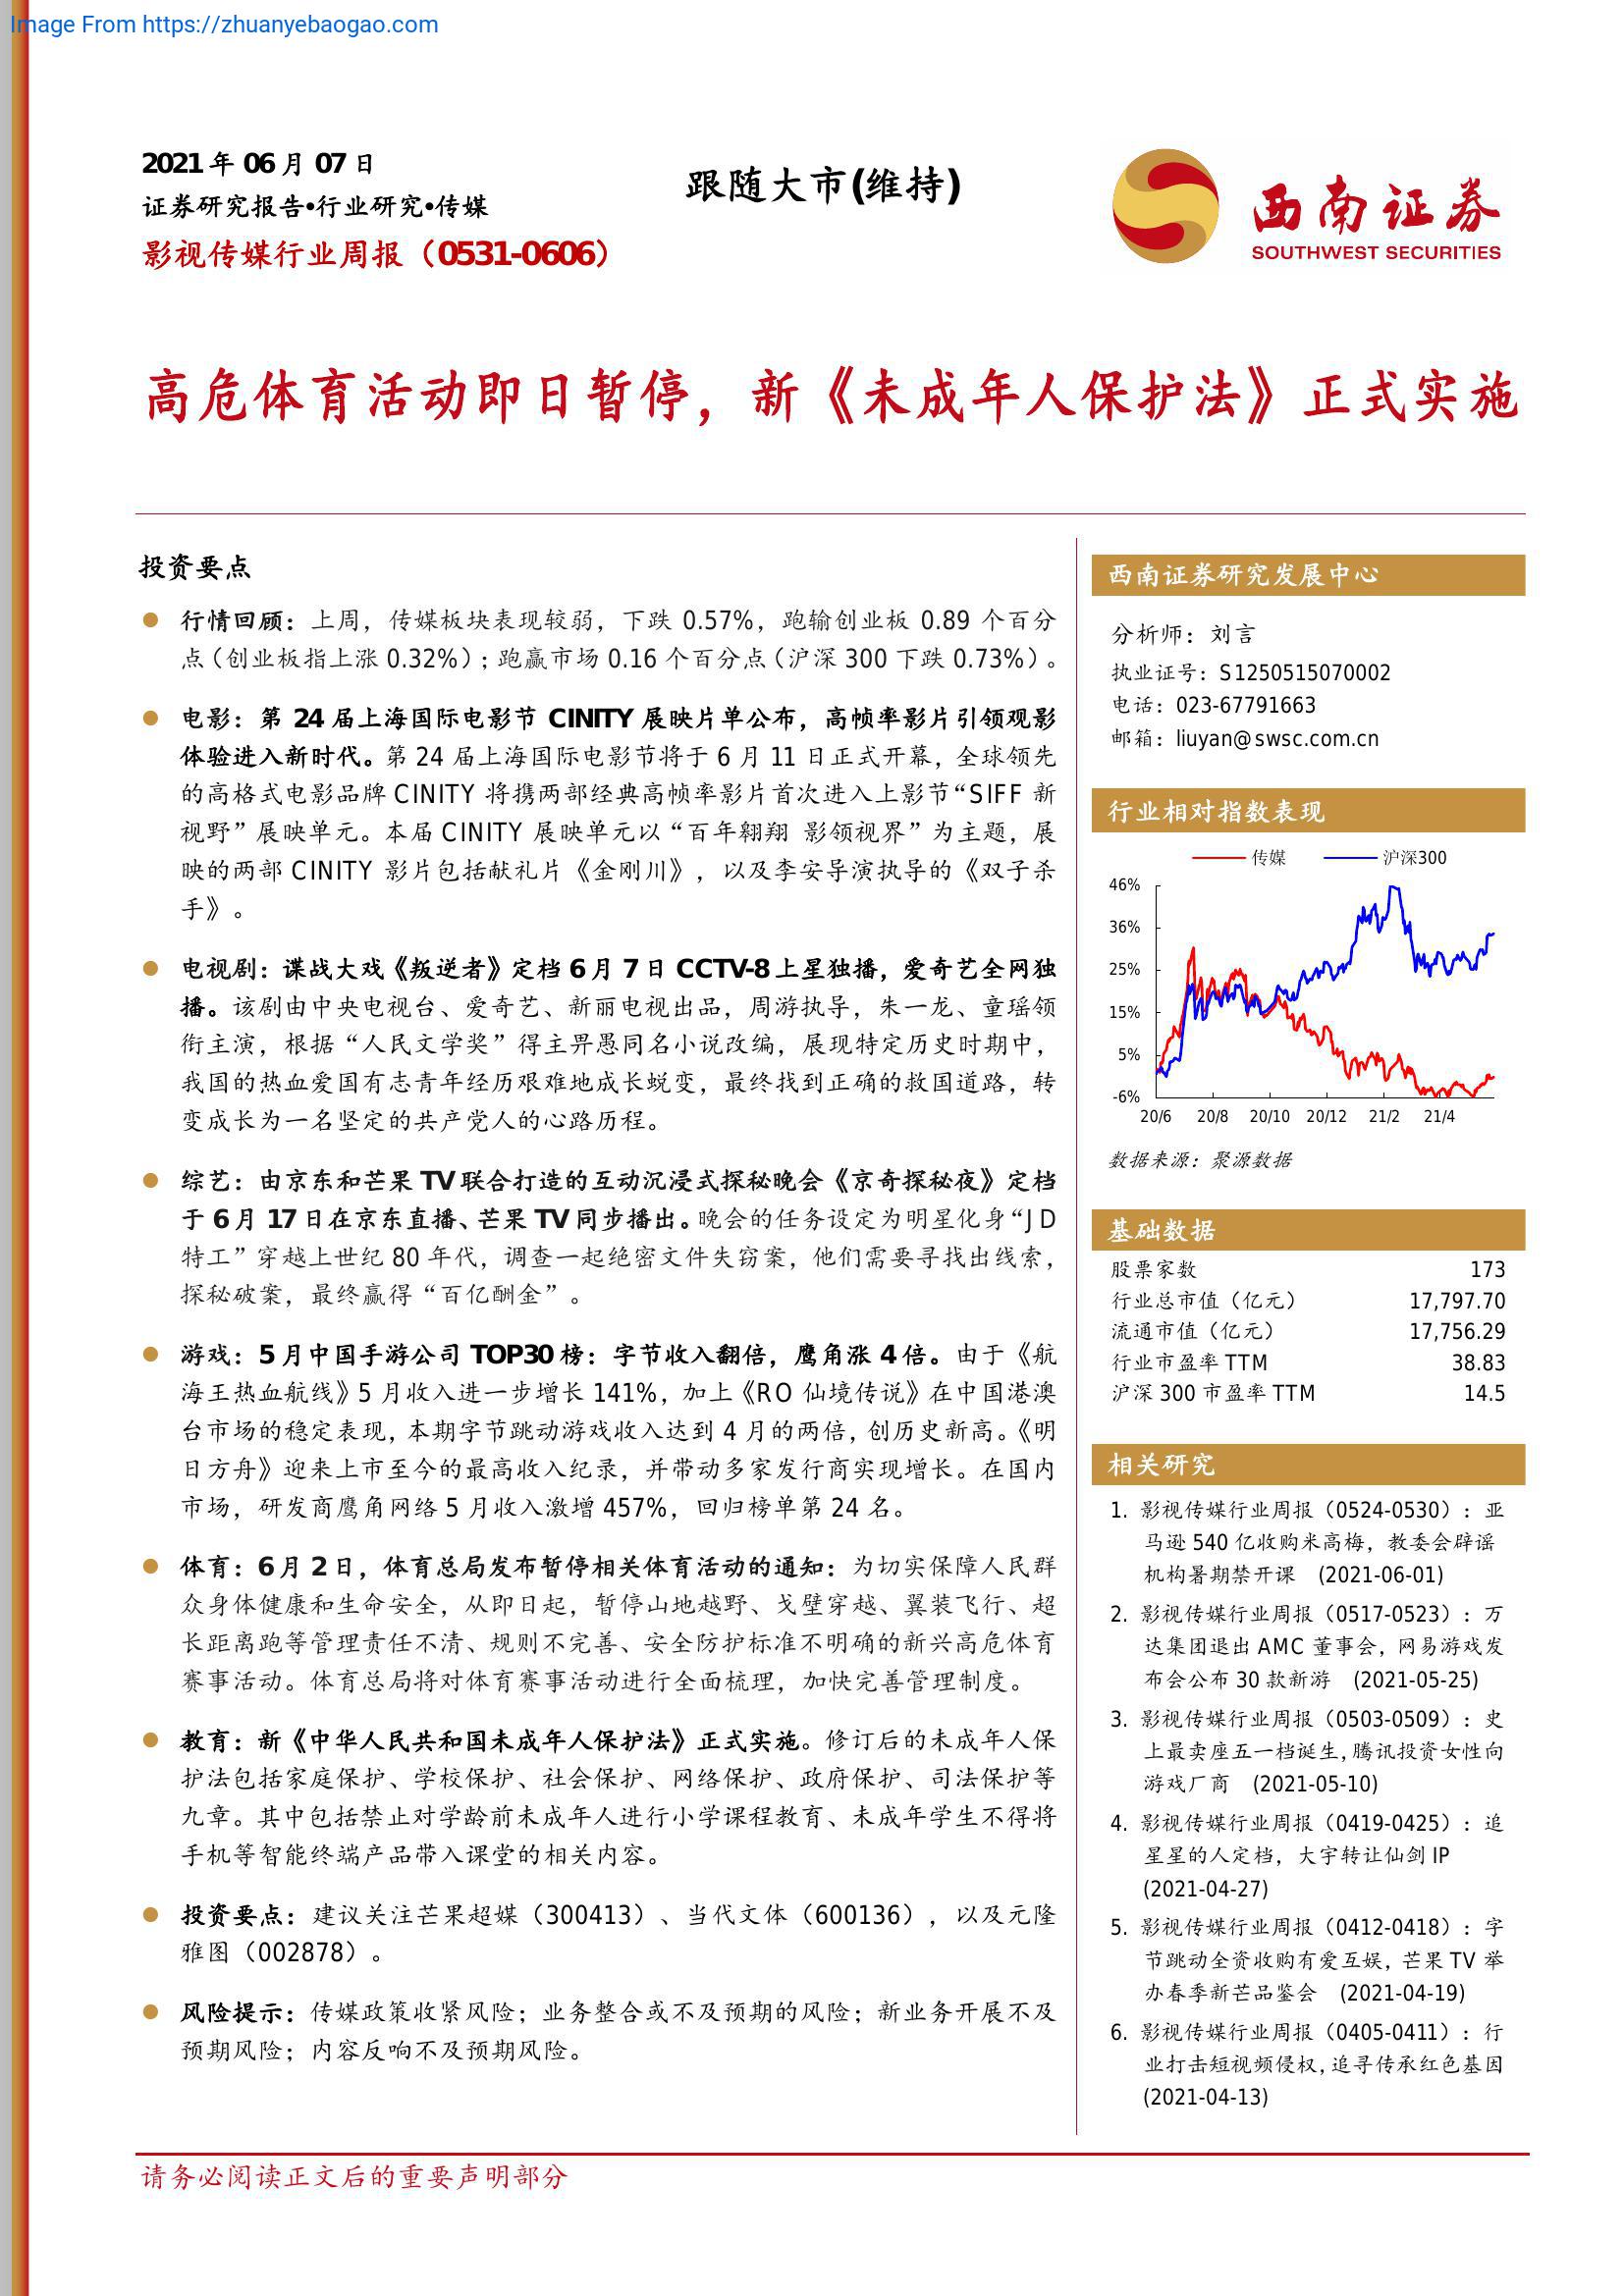 Image From https://zhuanyebaogao.com
2021 年 06 月 07 日
证券研究报告•行业研究•传媒
影视传媒行业周报（0531-0606）
跟随大市(维持)
西南证券
SOUTHWEST SECURITIES
高危体育活动即日暂停，新《未成年人保护法》正式实施
投资要点
行情回顾：上周，传媒板块表现较弱，下跌 0.57%，跑输创业板 0.89 个百分
点（创业板指上涨 0.32%）；跑赢市场 0.16 个百分点（沪深 300 下跌 0.73%）。
电影：第 24 届上海国际电影节 CINITY 展映片单公布，高帧率影片引领观影
体验进入新时代。第 24 届上海国际电影节将于 6 月 11 日正式开幕，全球领先
的高格式电影品牌 CINITY 将携两部经典高帧率影片首次进入上影节“SIFF 新
视野”展映单元。本届 CINITY 展映单元以“百年翱翔 影领视界”为主题，展
映的两部 CINITY 影片包括献礼片《金刚川》，以及李安导演执导的《双子杀
手》。
电视剧：谍战大戏《叛逆者》定档 6 月 7 日 CCTV-8 上星独播，爱奇艺全网独
播。该剧由中央电视台、爱奇艺、新丽电视出品，周游执导，朱一龙、童瑶领
衔主演，根据“人民文学奖”得主畀愚同名小说改编，展现特定历史时期中，
我国的热血爱国有志青年经历艰难地成长蜕变，最终找到正确的救国道路，转
变成长为一名坚定的共产党人的心路历程。
综艺：由京东和芒果 TV 联合打造的互动沉浸式探秘晚会《京奇探秘夜》定档
于 6 月 17 日在京东直播、芒果 TV 同步播出。晚会的任务设定为明星化身“JD
特工”穿越上世纪 80 年代，调查一起绝密文件失窃案，他们需要寻找出线索，
探秘破案，最终赢得“百亿酬金”。
游戏：5 月中国手游公司 TOP30 榜：字节收入翻倍，鹰角涨 4 倍。由于《航
海王热血航线》5 月收入进一步增长 141%，加上《RO 仙境传说》在中国港澳
台市场的稳定表现，本期字节跳动游戏收入达到 4 月的两倍，创历史新高。《明
日方舟》迎来上市至今的最高收入纪录，并带动多家发行商实现增长。在国内
市场，研发商鹰角网络 5 月收入激增 457%，回归榜单第 24 名。
体育：6 月 2 日，体育总局发布暂停相关体育活动的通知：为切实保障人民群
众身体健康和生命安全，从即日起，暂停山地越野、戈壁穿越、翼装飞行、超
长距离跑等管理责任不清、规则不完善、安全防护标准不明确的新兴高危体育
赛事活动。体育总局将对体育赛事活动进行全面梳理，加快完善管理制度。
教育：新《中华人民共和国未成年人保护法》正式实施。修订后的未成年人保
护法包括家庭保护、学校保护、社会保护、网络保护、政府保护、司法保护等
九章。其中包括禁止对学龄前未成年人进行小学课程教育、未成年学生不得将
手机等智能终端产品带入课堂的相关内容。
投资要点：建议关注芒果超媒（300413）、当代文体（600136），以及元隆
雅图（002878）。
风险提示：传媒政策收紧风险；业务整合或不及预期的风险；新业务开展不及
预期风险；内容反响不及预期风险。
西南证券研究发展中心
分析师：刘言
执业证号：S1250515070002
电话：023-67791663
邮箱：liuyan@swsc.com.cn
行业相对指数表现
传媒 沪深300
46%
36%
25%
15%
5%
-6%
20/6 20/8 20/10 20/12 21/2 21/4
数据来源：聚源数据
基础数据
股票家数 173
行业总市值（亿元） 17,797.70
流通市值（亿元） 17,756.29
行业市盈率 TTM 38.83
沪深 300 市盈率 TTM 14.5
相关研究
1. 影视传媒行业周报（0524-0530）：亚
马逊 540 亿收购米高梅，教委会辟谣
机构暑期禁开课 (2021-06-01)
2. 影视传媒行业周报（0517-0523）：万
达集团退出 AMC 董事会，网易游戏发
布会公布 30 款新游 (2021-05-25)
3. 影视传媒行业周报（0503-0509）：史
上最卖座五一档诞生，腾讯投资女性向
游戏厂商 (2021-05-10)
4. 影视传媒行业周报（0419-0425）：追
星星的人定档，大宇转让仙剑 IP
(2021-04-27)
5. 影视传媒行业周报（0412-0418）：字
节跳动全资收购有爱互娱，芒果 TV 举
办春季新芒品鉴会 (2021-04-19)
6. 影视传媒行业周报（0405-0411）：行
业打击短视频侵权，追寻传承红色基因
(2021-04-13)
请务必阅读正文后的重要声明部分